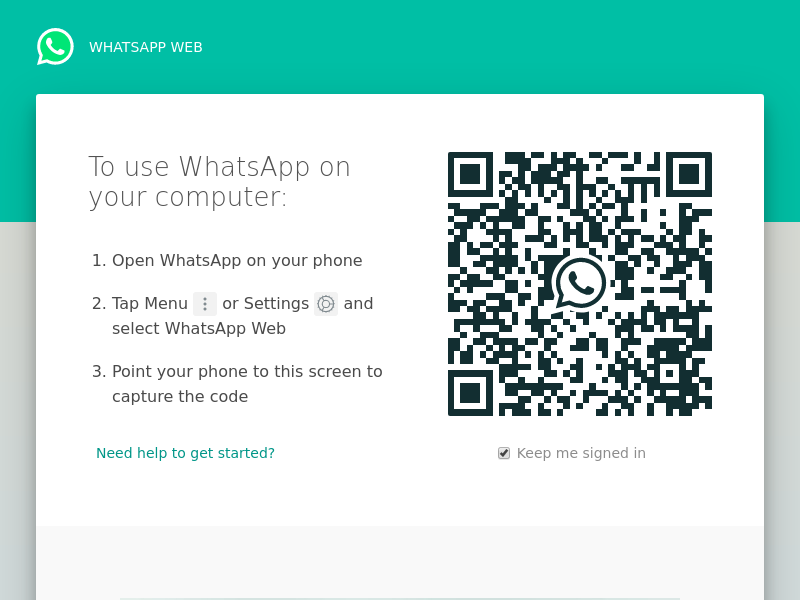 WHATSAPP WEB
To use WhatsApp on
your computer:
1. Open WhatsApp on your phone
2. Tap Menu or Settings and
select WhatsApp Web
3. Point your phone to this screen to
capture the code
Need help to get started?
Keep me signed in